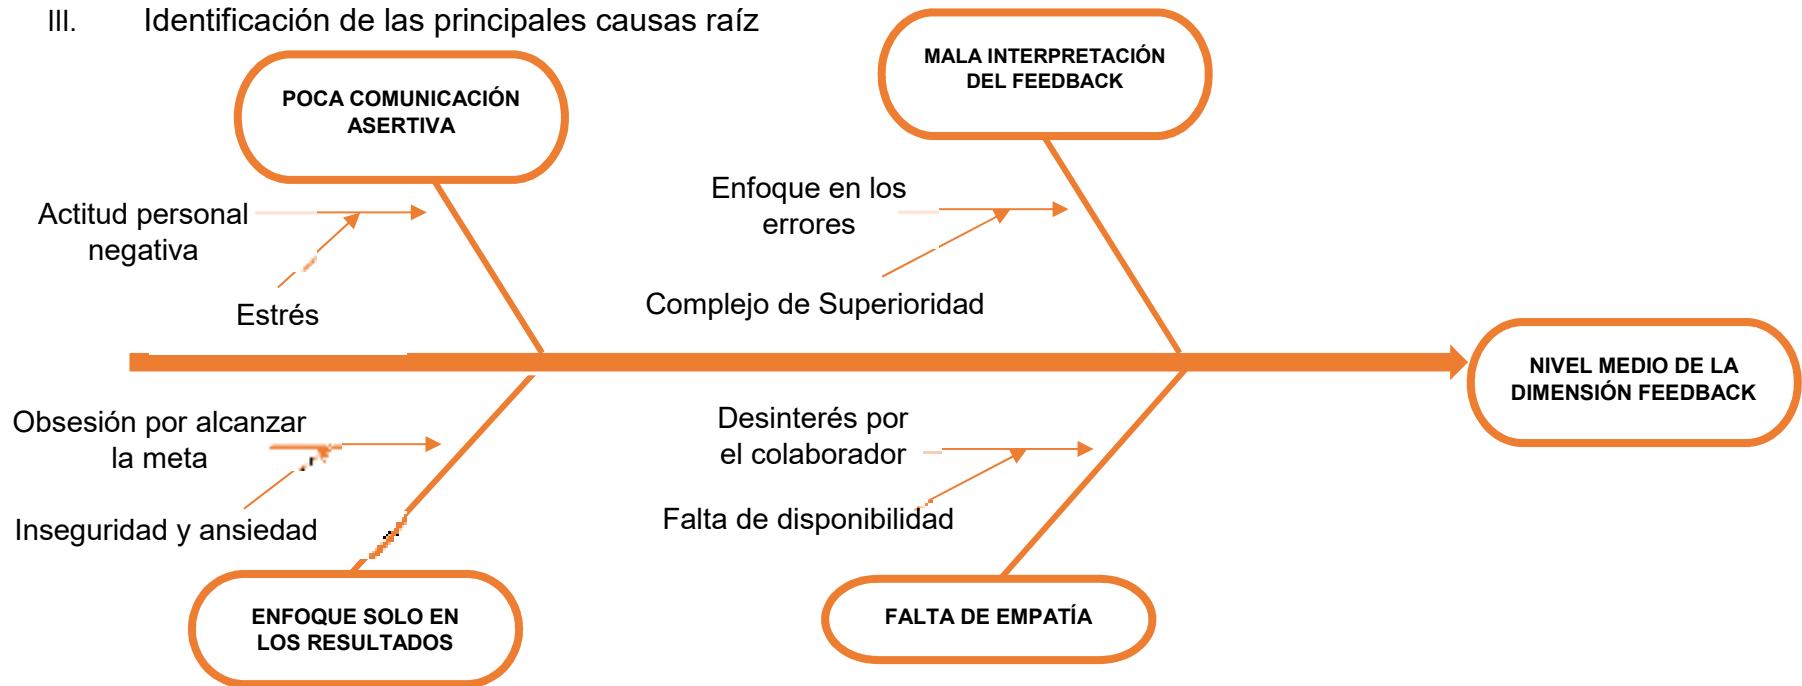 III. Identificación de las principales causas raíz
POCA COMUNICACIÓN
ASERTIVA
MALA INTERPRETACIÓN
DEL FEEDBACK
Actitud personal
negativa
Estrés
Enfoque en los
errores
Complejo de Superioridad
NIVEL MEDIO DE LA
DIMENSIÓN FEEDBACK
Obsesión por alcanzar
la meta
Inseguridad y ansiedad
Desinterés por
el colaborador
Falta de disponibilidad
ENFOQUE SOLO EN
LOS RESULTADOS
FALTA DE EMPATÍA